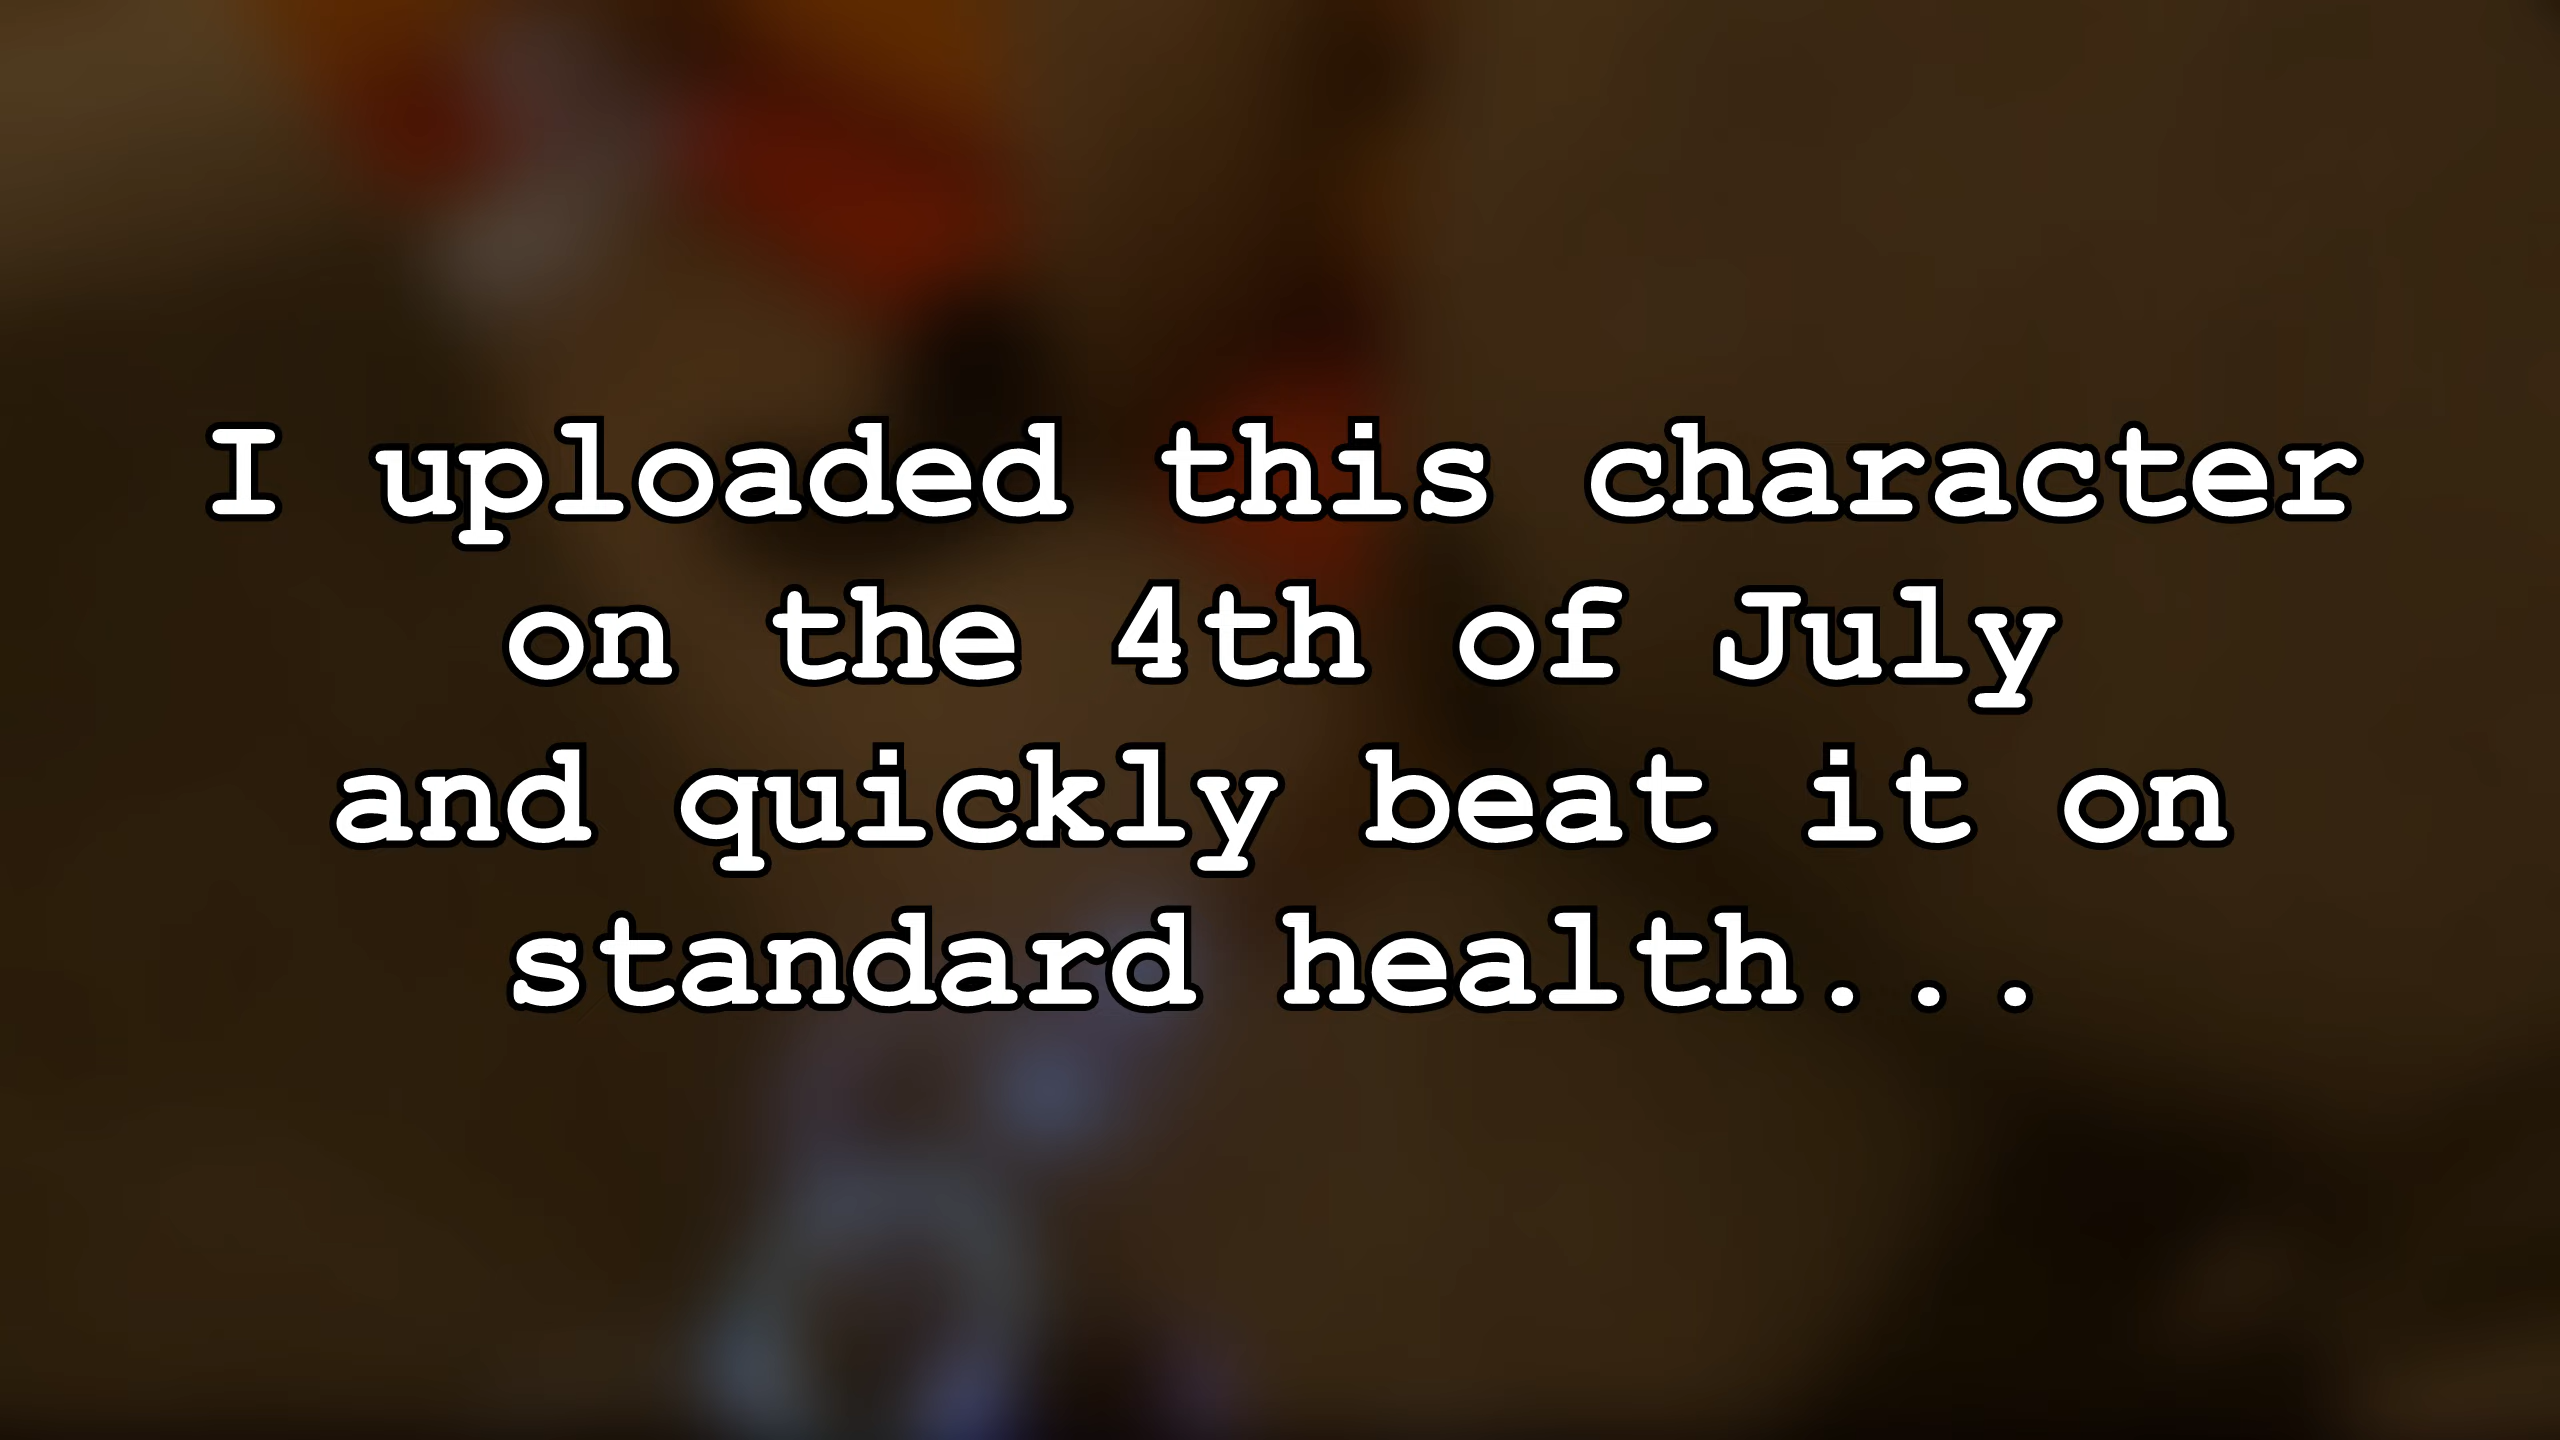 I uploaded this character
on the 4th of July
and quickly beat it on
standard health...